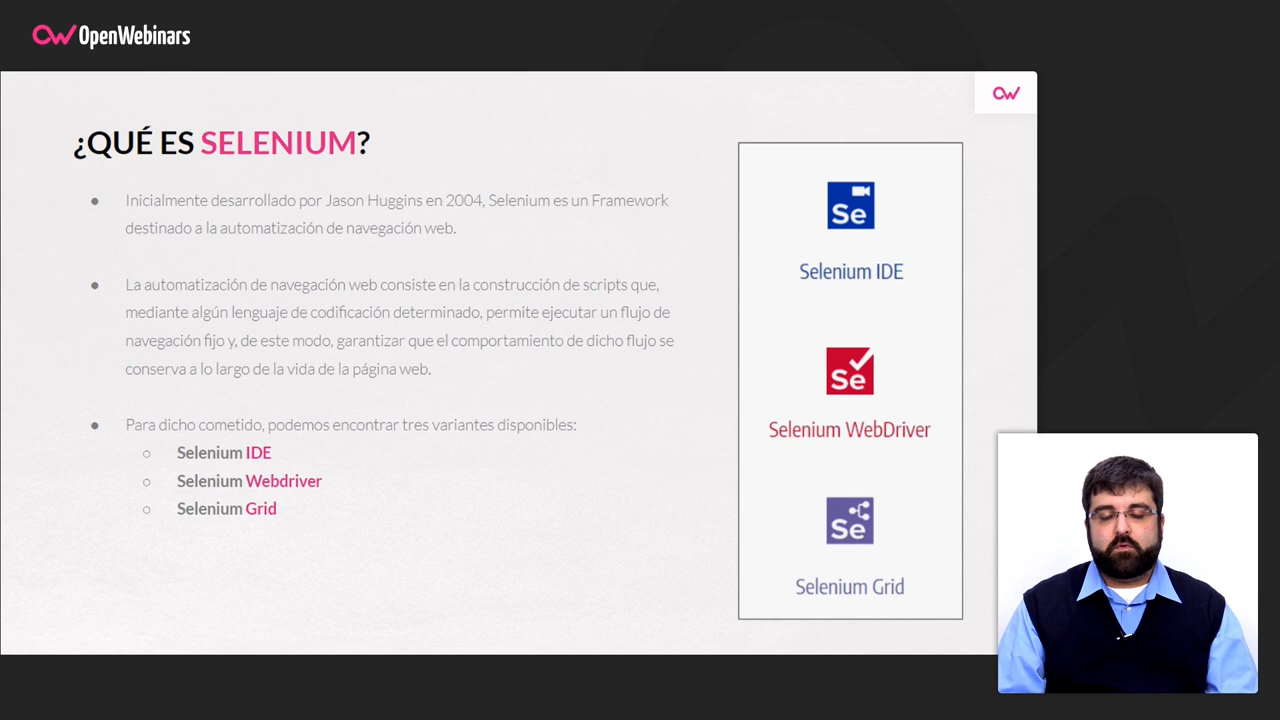 OpenWebinars
¿QUÉ ES SELENIUM?
● Inicialmente desarrollado por Jason Huggins en 2004, Selenium es un Framework
destinado a la automatización de navegación web.
● La automatización de navegación web consiste en la construcción de scripts que,
mediante algún lenguaje de codificación determinado, permite ejecutar un flujo de
navegación fijo y, de este modo, garantizar que el comportamiento de dicho flujo se
conserva a lo largo de la vida de la página web.
● Para dicho cometido, podemos encontrar tres variantes disponibles:
○ Selenium IDE
○ Selenium Webdriver
○ Selenium Grid
Se
Selenium IDE
Se
Selenium WebDriver
Se
Selenium Grid